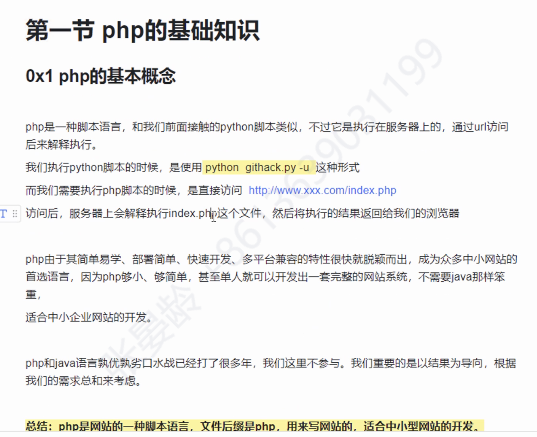 第一节 php的基础知识
0x1 php的基本概念
php是一种脚本语言，和我们前面接触的python脚本类似，不过它是执行在服务器上的，通过url访问
后来解释执行。
我们执行python脚本的时候，是使用 python githack.py -u 这种形式
而我们需要执行php脚本的时候，是直接访问 http://www.xxx.com/index.php
访问后，服务器上会解释执行index.php这个文件，然后将执行的结果返回给我们的浏览器
php由于其简单易学、部署简单、快速开发、多平台兼容的特性很快就脱颖而出，成为众多中小网站的
首选语言，因为php够小、够简单，甚至单人就可以开发出一套完整的网站系统，不需要java那样笨
重，
适合中小企业网站的开发。
php和java语言孰优孰劣口水战已经打了很多年，我们这里不参与。我们重要的是以结果为导向，根据
我们的需求总和来考虑。
总结：php是网站的一种脚本语言，文件后缀是php，用来写网站的，适合中小型网站的开发。